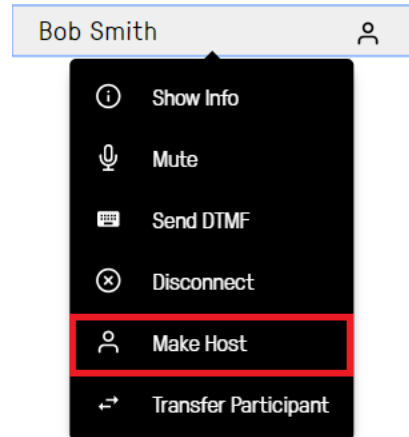 Bob Smith
Show Info
Mute
Send DTMF
Disconnect
Make Host
Transfer Participant